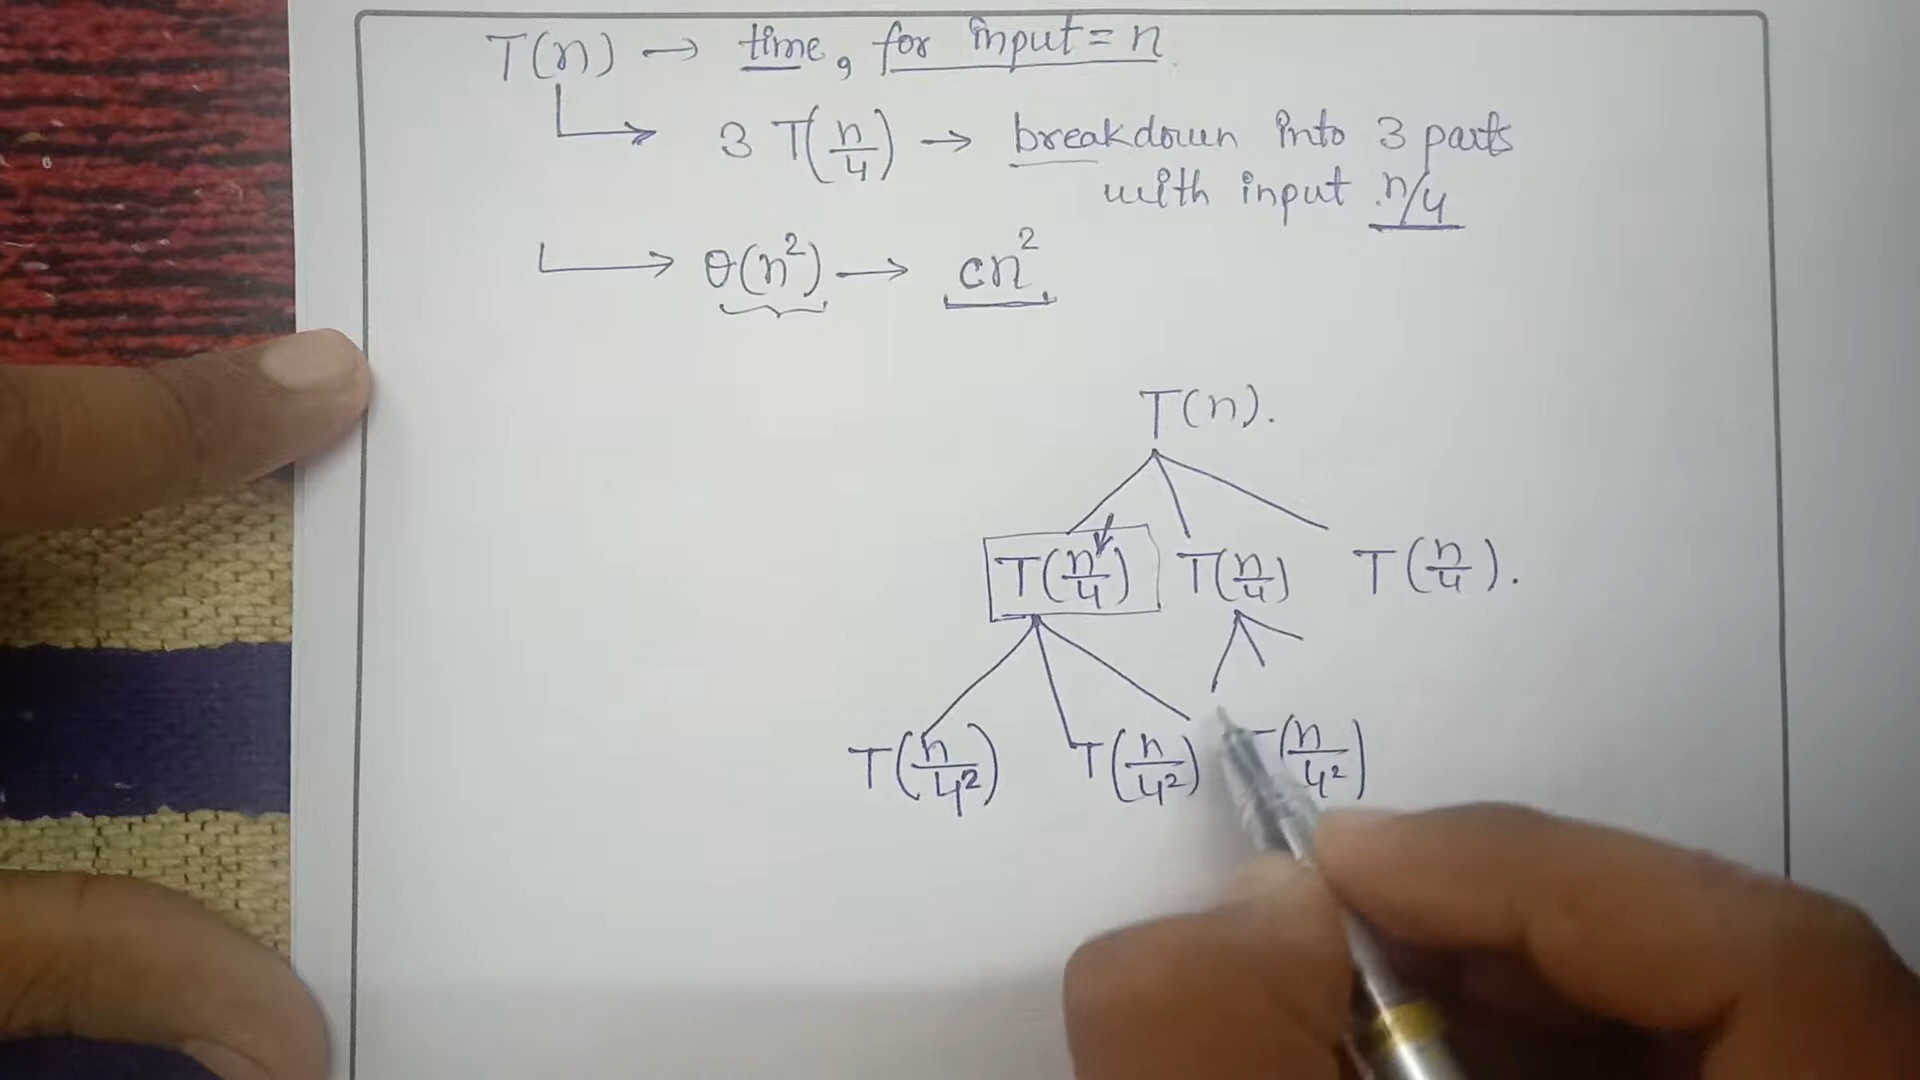 T(n) → time, for input = n
3 T(n/4) → breakdown into 3 parts
with input n/4
θ(n²) → cn²
T(n).
T(n/4) T(n/4) T(n/4).
T(n/4²) T(n/4²) T(n/4²)